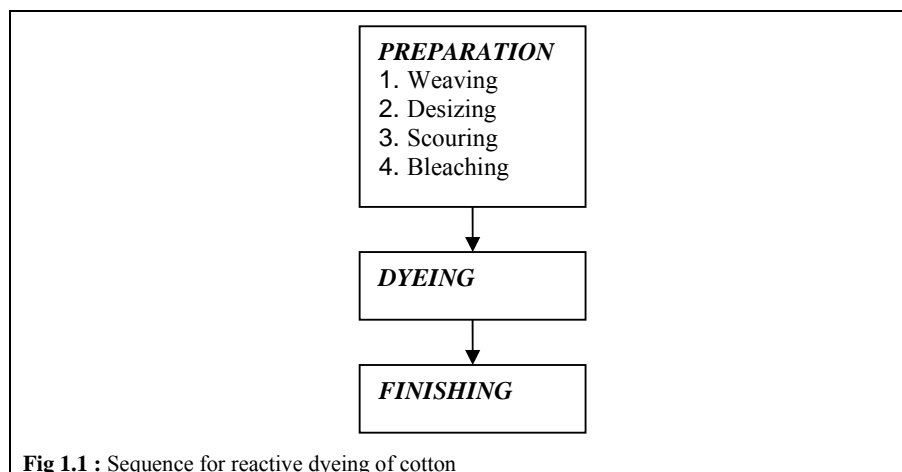 PREPARATION
1. Weaving
2. Desizing
3. Scouring
4. Bleaching
DYEING
FINISHING
Fig 1.1 : Sequence for reactive dyeing of cotton